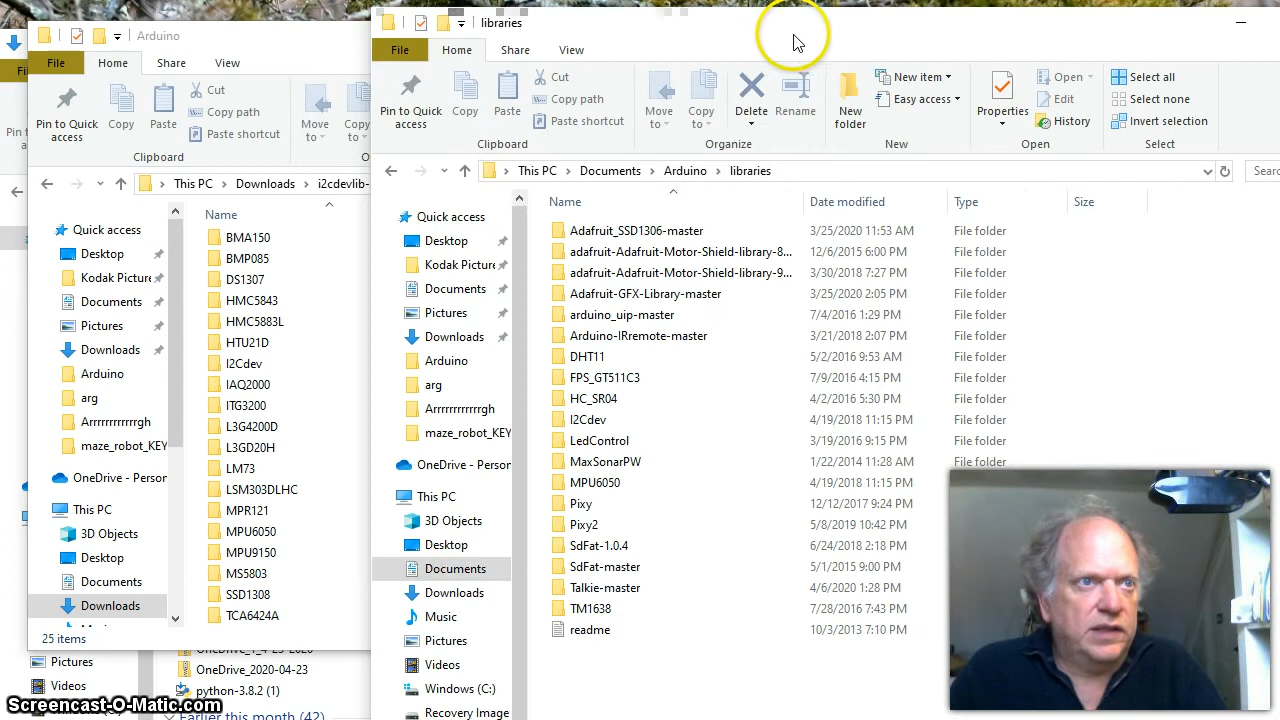 Arduino
File
Home
Share
View
Pin to Quick access
Copy
Paste
Cut
Copy path
Paste shortcut
Move to
Clipboard
This PC > Downloads > i2cdevlib-
Quick access
Desktop
Kodak Picture
Documents
Pictures
Downloads
Arduino
arg
Arrrrrrrrrrrgh
maze_robot_KEY
OneDrive - Person
This PC
3D Objects
Desktop
Documents
Downloads
Name
BMA150
BMP085
DS1307
HMC5843
HMC5883L
HTU21D
I2Cdev
IAQ2000
ITG3200
L3G4200D
L3GD20H
LM73
LSM303DLHC
MPR121
MPU6050
MPU9150
MS5803
SSD1308
TCA6424A
25 items
Pictures
Videos
OneDrive_2020-04-23
python-3.8.2 (1)
Earlier this month (42)
libraries
File
Home
Share
View
Pin to Quick access
Copy
Paste
Cut
Copy path
Paste shortcut
Clipboard
Move to
Copy to
Delete
Rename
Organize
New folder
New item
Easy access
New
Properties
Open
Edit
History
Open
Select all
Select none
Invert selection
Select
This PC > Documents > Arduino > libraries
Sear
Quick access
Desktop
Kodak Picture
Documents
Pictures
Downloads
Arduino
arg
Arrrrrrrrrrrgh
maze_robot_KEY
OneDrive - Person
This PC
3D Objects
Desktop
Documents
Downloads
Music
Pictures
Videos
Windows (C:)
Recovery Image
Name Date modified Type Size
Adafruit_SSD1306-master 3/25/2020 11:53 AM File folder
adafruit-Adafruit-Motor-Shield-library-8... 12/6/2015 6:00 PM File folder
adafruit-Adafruit-Motor-Shield-library-9... 3/30/2018 7:27 PM File folder
Adafruit-GFX-Library-master 3/25/2020 2:05 PM File folder
arduino_uip-master 7/4/2016 1:29 PM File folder
Arduino-IRremote-master 3/21/2018 2:07 PM File folder
DHT11 5/2/2016 9:53 AM File folder
FPS_GT511C3 7/9/2016 4:15 PM File folder
HC_SR04 4/2/2016 5:30 PM File folder
I2Cdev 4/19/2018 11:15 PM File folder
LedControl 3/19/2016 9:15 PM File folder
MaxSonarPW 1/22/2014 11:28 AM File folder
MPU6050 4/19/2018 11:15 PM
Pixy 12/12/2017 9:24 PM
Pixy2 5/8/2019 10:42 PM
SdFat-1.0.4 6/24/2018 2:18 PM
SdFat-master 5/1/2015 9:00 PM
Talkie-master 4/6/2020 1:28 PM
TM1638 7/28/2016 7:43 PM
readme 10/3/2013 7:10 PM
Screencast-O-Matic.com